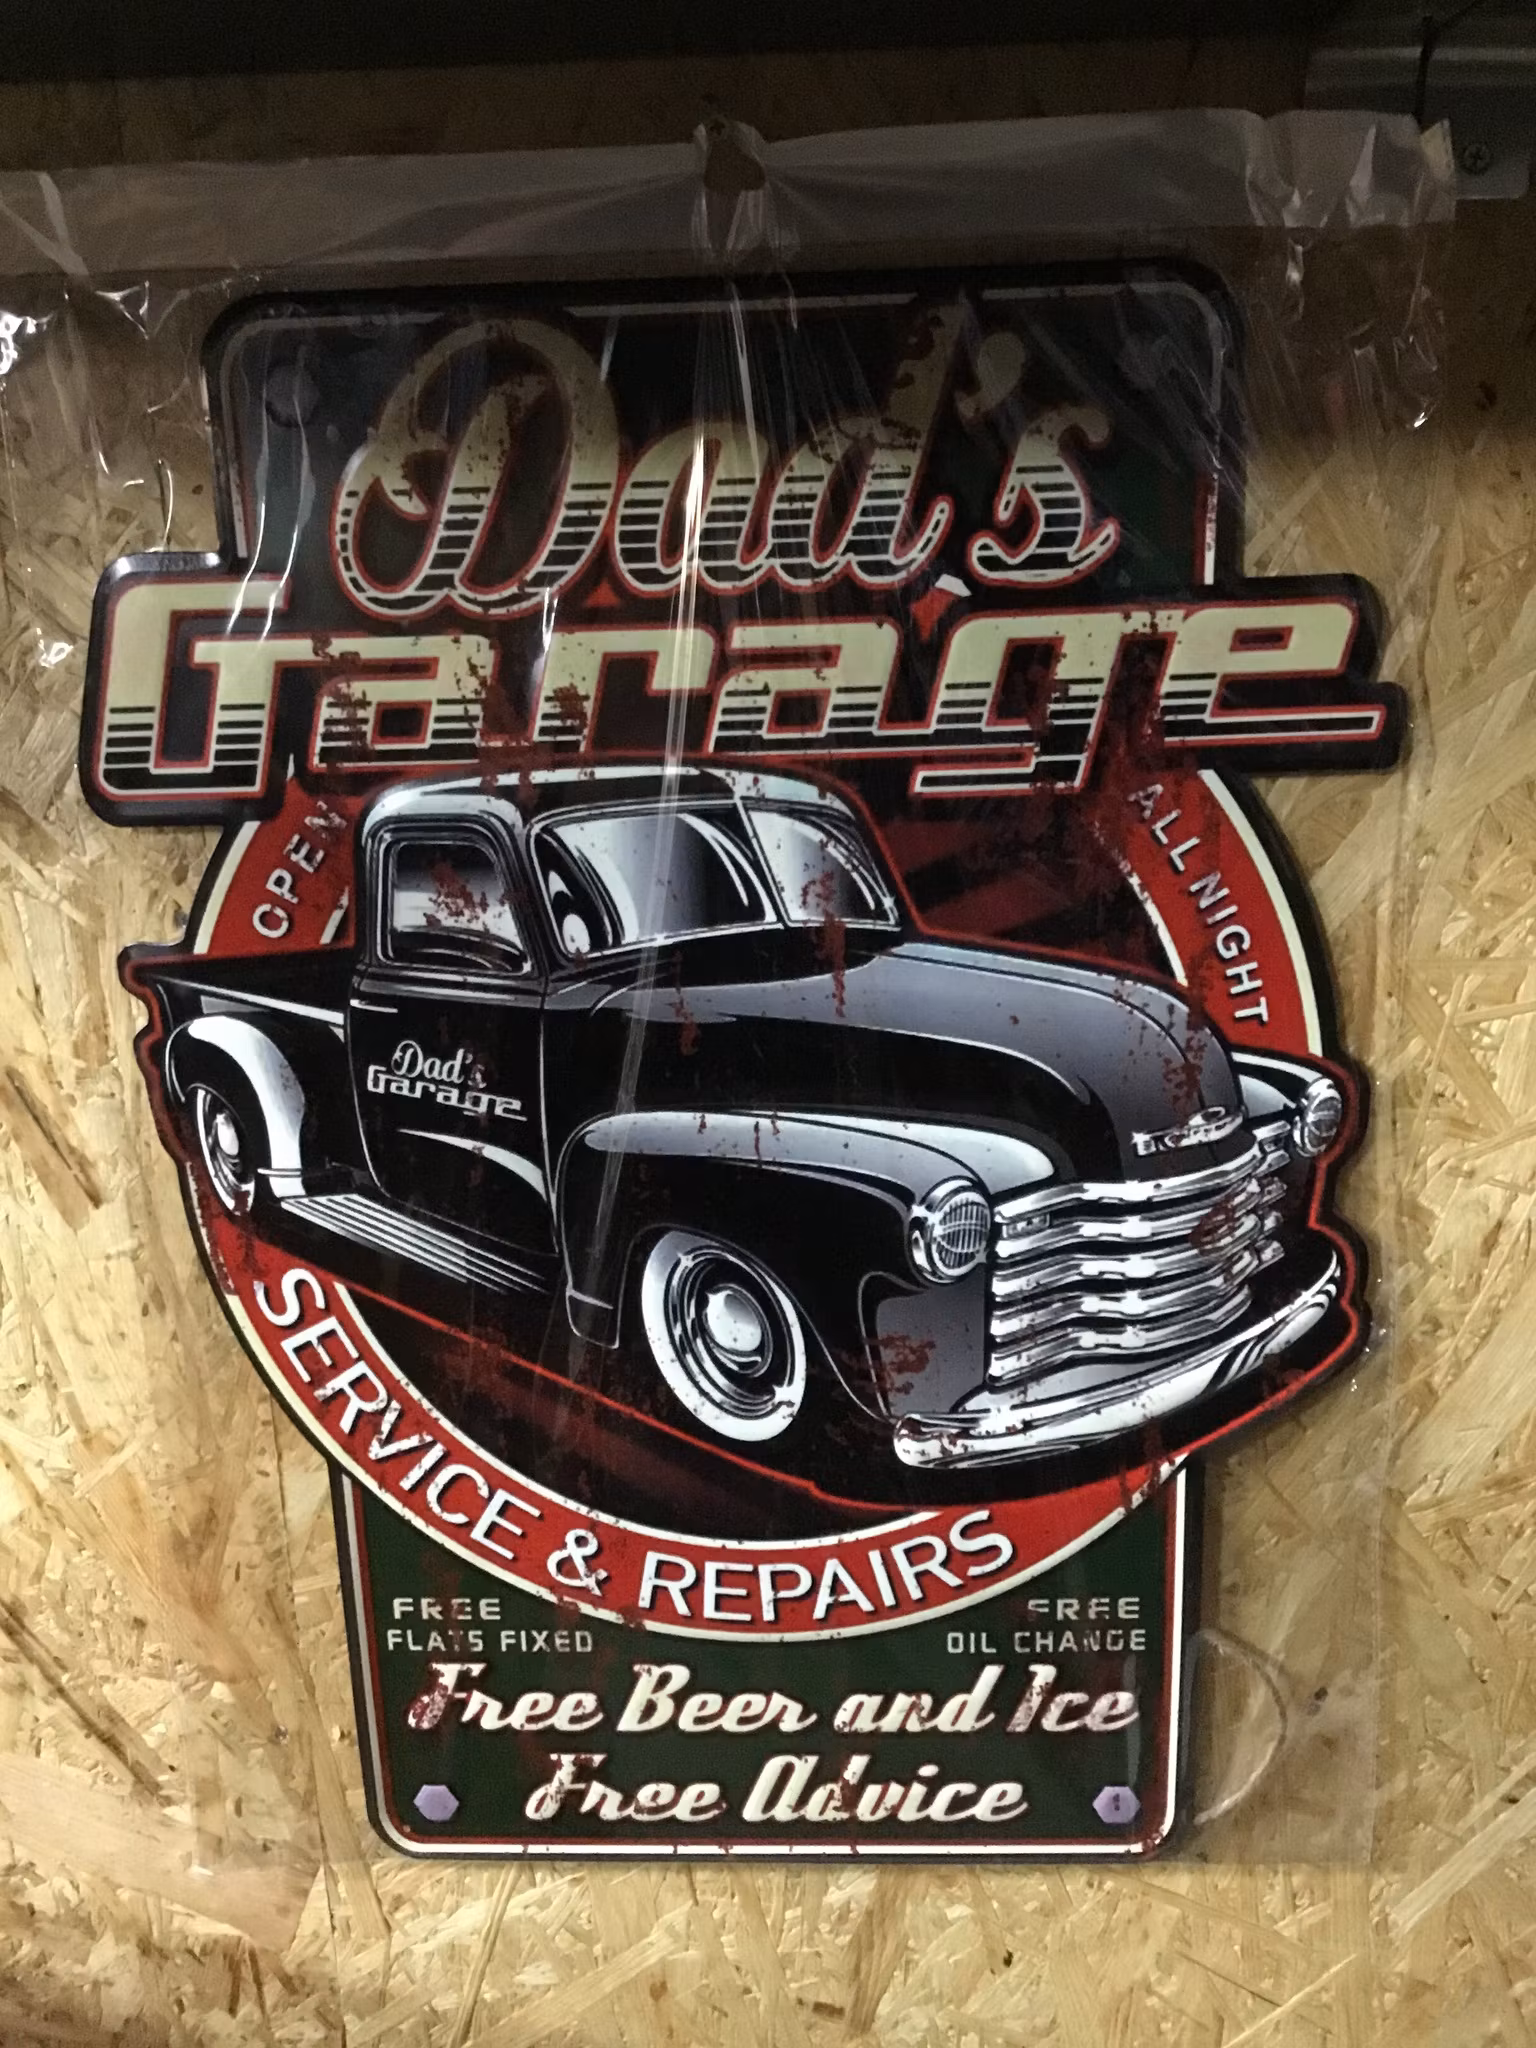 Dad's
Garage
OPEN
ALL NIGHT
Dad's
Garage
SERVICE & REPAIRS
FREE
FLATS FIXED
FREE
OIL CHANGE
Free Beer and Ice
Free Advice